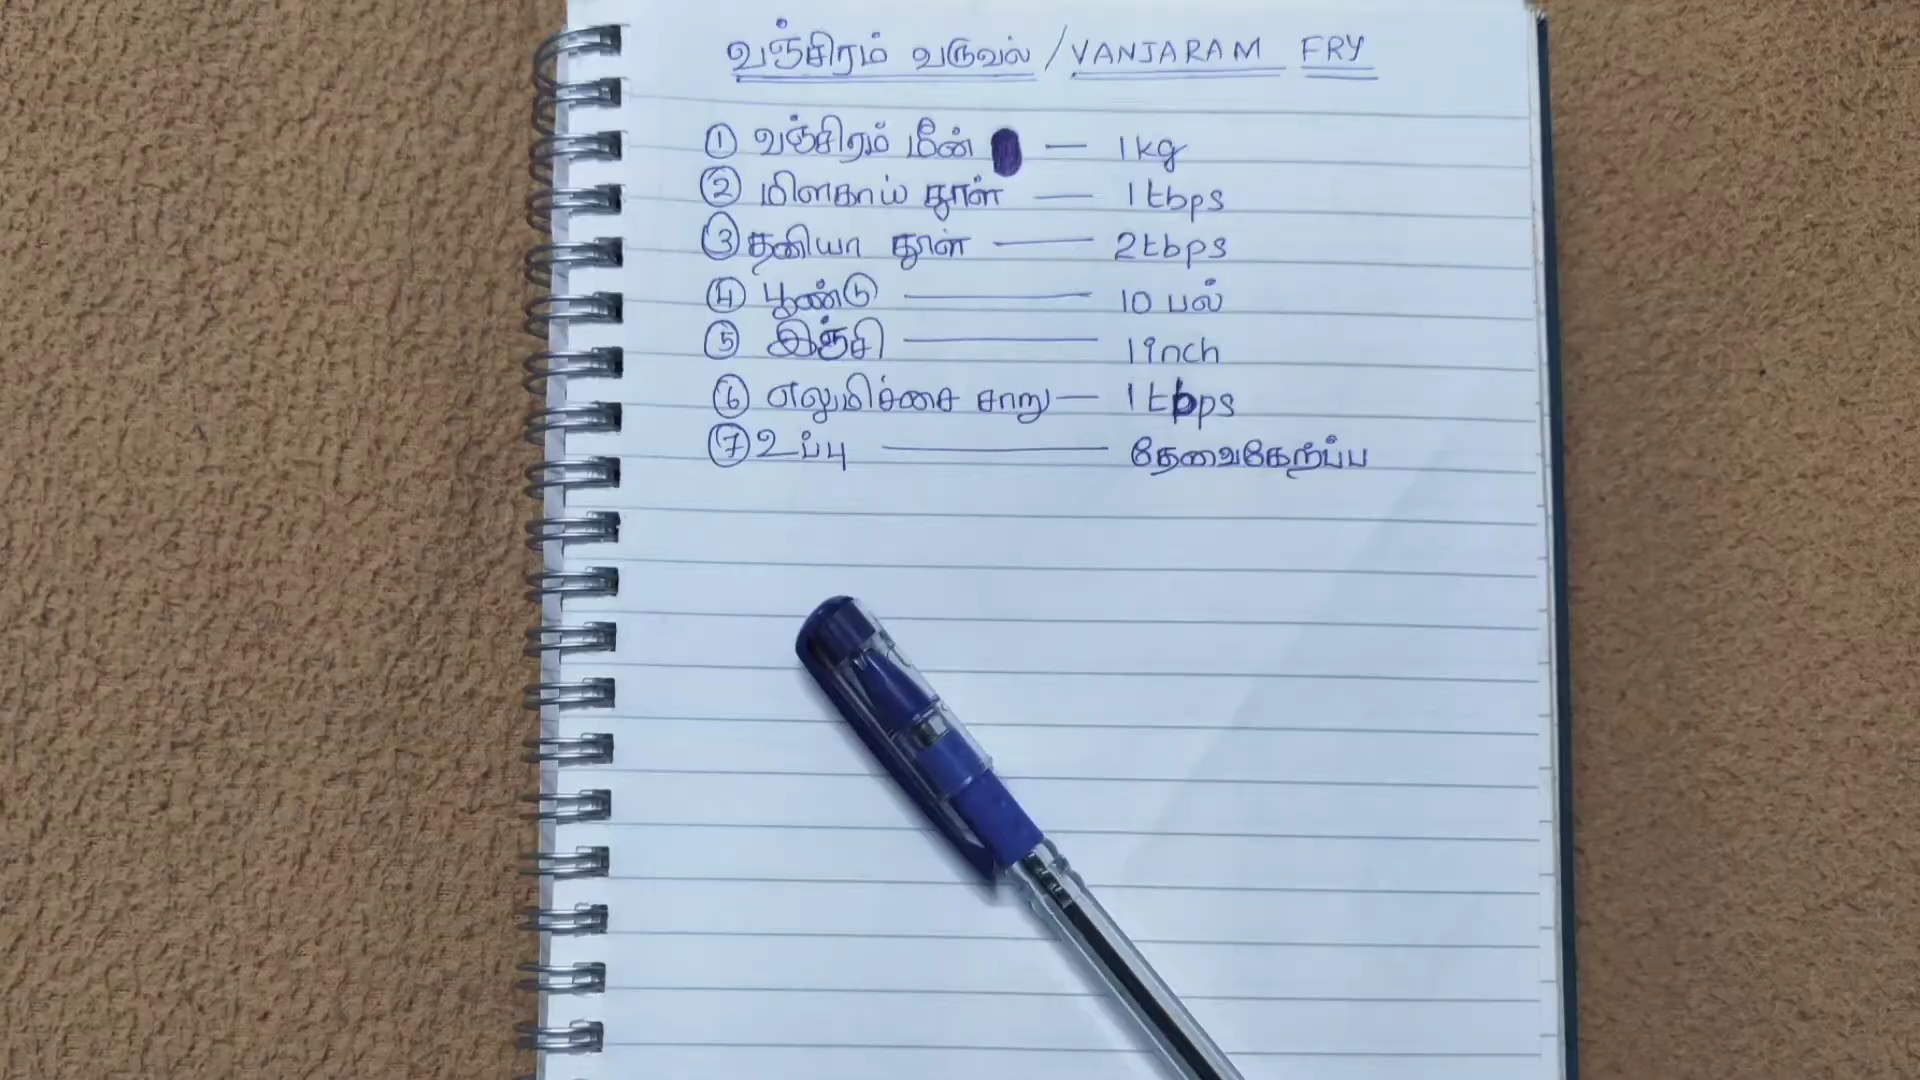 வஞ்சிரம் வருவல் / VANJARAM FRY
① வஞ்சிரம் மீன் — 1kg
② மிளகாய் தூள் — 1tbps
③ தனியா தூள் — 2tbps
④ பூண்டு — 10 பல்
⑤ இஞ்சி — 1inch
⑥ எலுமிச்சை சாறு — 1tbps
⑦ உப்பு — தேவைகேற்ப்ப